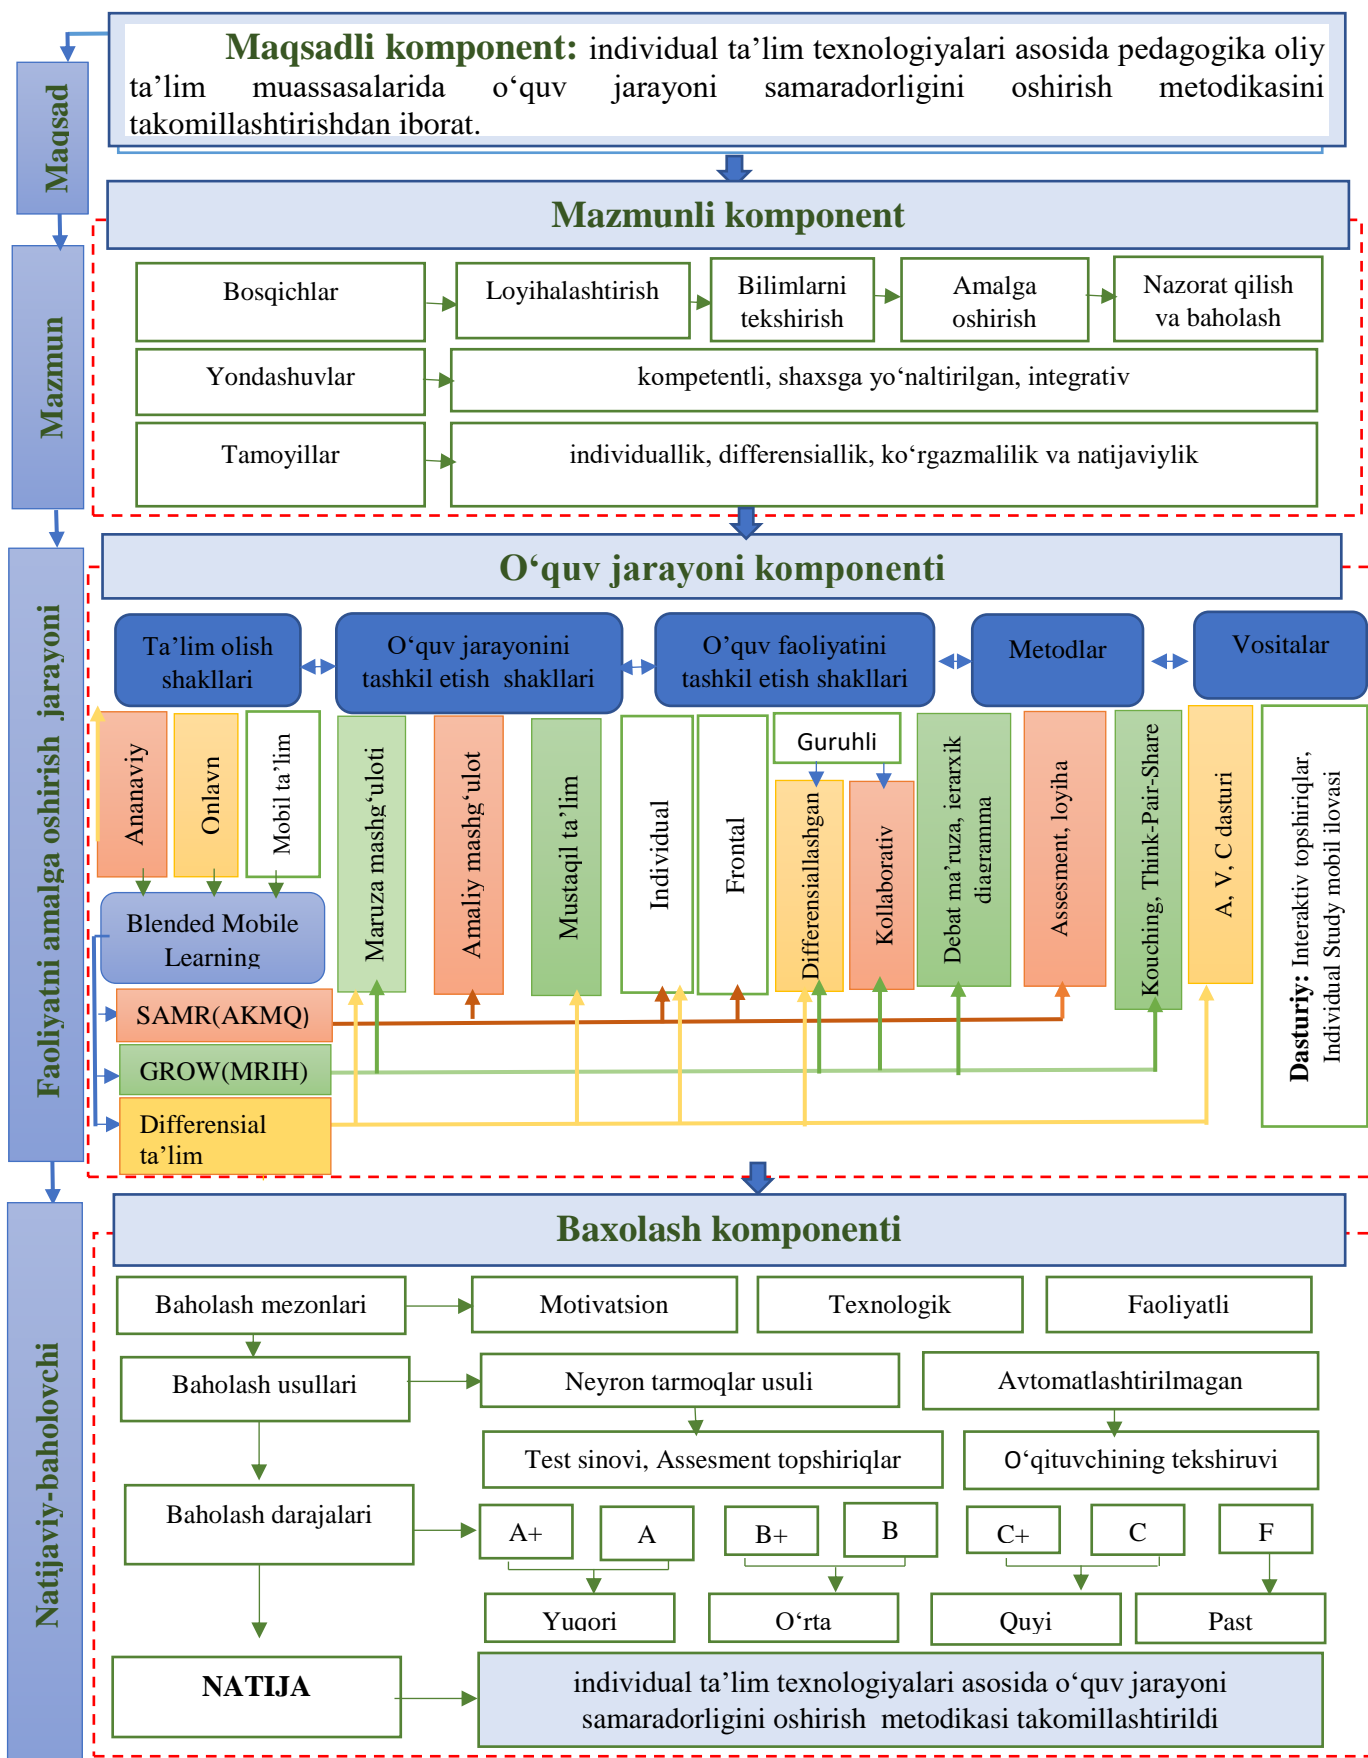 Maqsadli komponent: individual ta’lim texnologiyalari asosida pedagogika oliy
ta’lim muassasalarida o‘quv jarayoni samaradorligini oshirish metodikasini
takomillashtirishdan iborat.
Maqsad
Mazmunli komponent
Mazmun
Bosqichlar
Loyihalashtirish
Bilimlarni
tekshirish
Amalga
oshirish
Nazorat qilish
va baholash
Yondashuvlar
kompetentli, shaxsga yo‘naltirilgan, integrativ
Tamoyillar
individuallik, differensiallik, ko‘rgazmalilik va natijaviylik
O‘quv jarayoni komponenti
Faoliyatni amalga oshirish jarayoni
Ta’lim olish
shakllari
O‘quv jarayonini
tashkil etish shakllari
O’quv faoliyatini
tashkil etish shakllari
Metodlar
Vositalar
Ananaviy
Onlavn
Mobil ta’lim
Maruza mashg‘uloti
Amaliy mashg‘ulot
Mustaqil ta’lim
Individual
Frontal
Guruhli
Differensiallashgan
Kollaborativ
Debat ma’ruza, ierarxik
diagramma
Assesment, loyiha
Kouching, Think-Pair-Share
A, V, C dasturi
Dasturiy: Interaktiv topshiriqlar,
Individual Study mobil ilovasi
Blended Mobile
Learning
SAMR(AKMQ)
GROW(MRIH)
Differensial
ta’lim
Baxolash komponenti
Natijaviy-baholovchi
Baholash mezonlari
Motivatsion
Texnologik
Faoliyatli
Baholash usullari
Neyron tarmoqlar usuli
Avtomatlashtirilmagan
Test sinovi, Assesment topshiriqlar
O‘qituvchining tekshiruvi
Baholash darajalari
A+
A
B+
B
C+
C
F
Yuqori
O‘rta
Quyi
Past
NATIJA
individual ta’lim texnologiyalari asosida o‘quv jarayoni
samaradorligini oshirish metodikasi takomillashtirildi